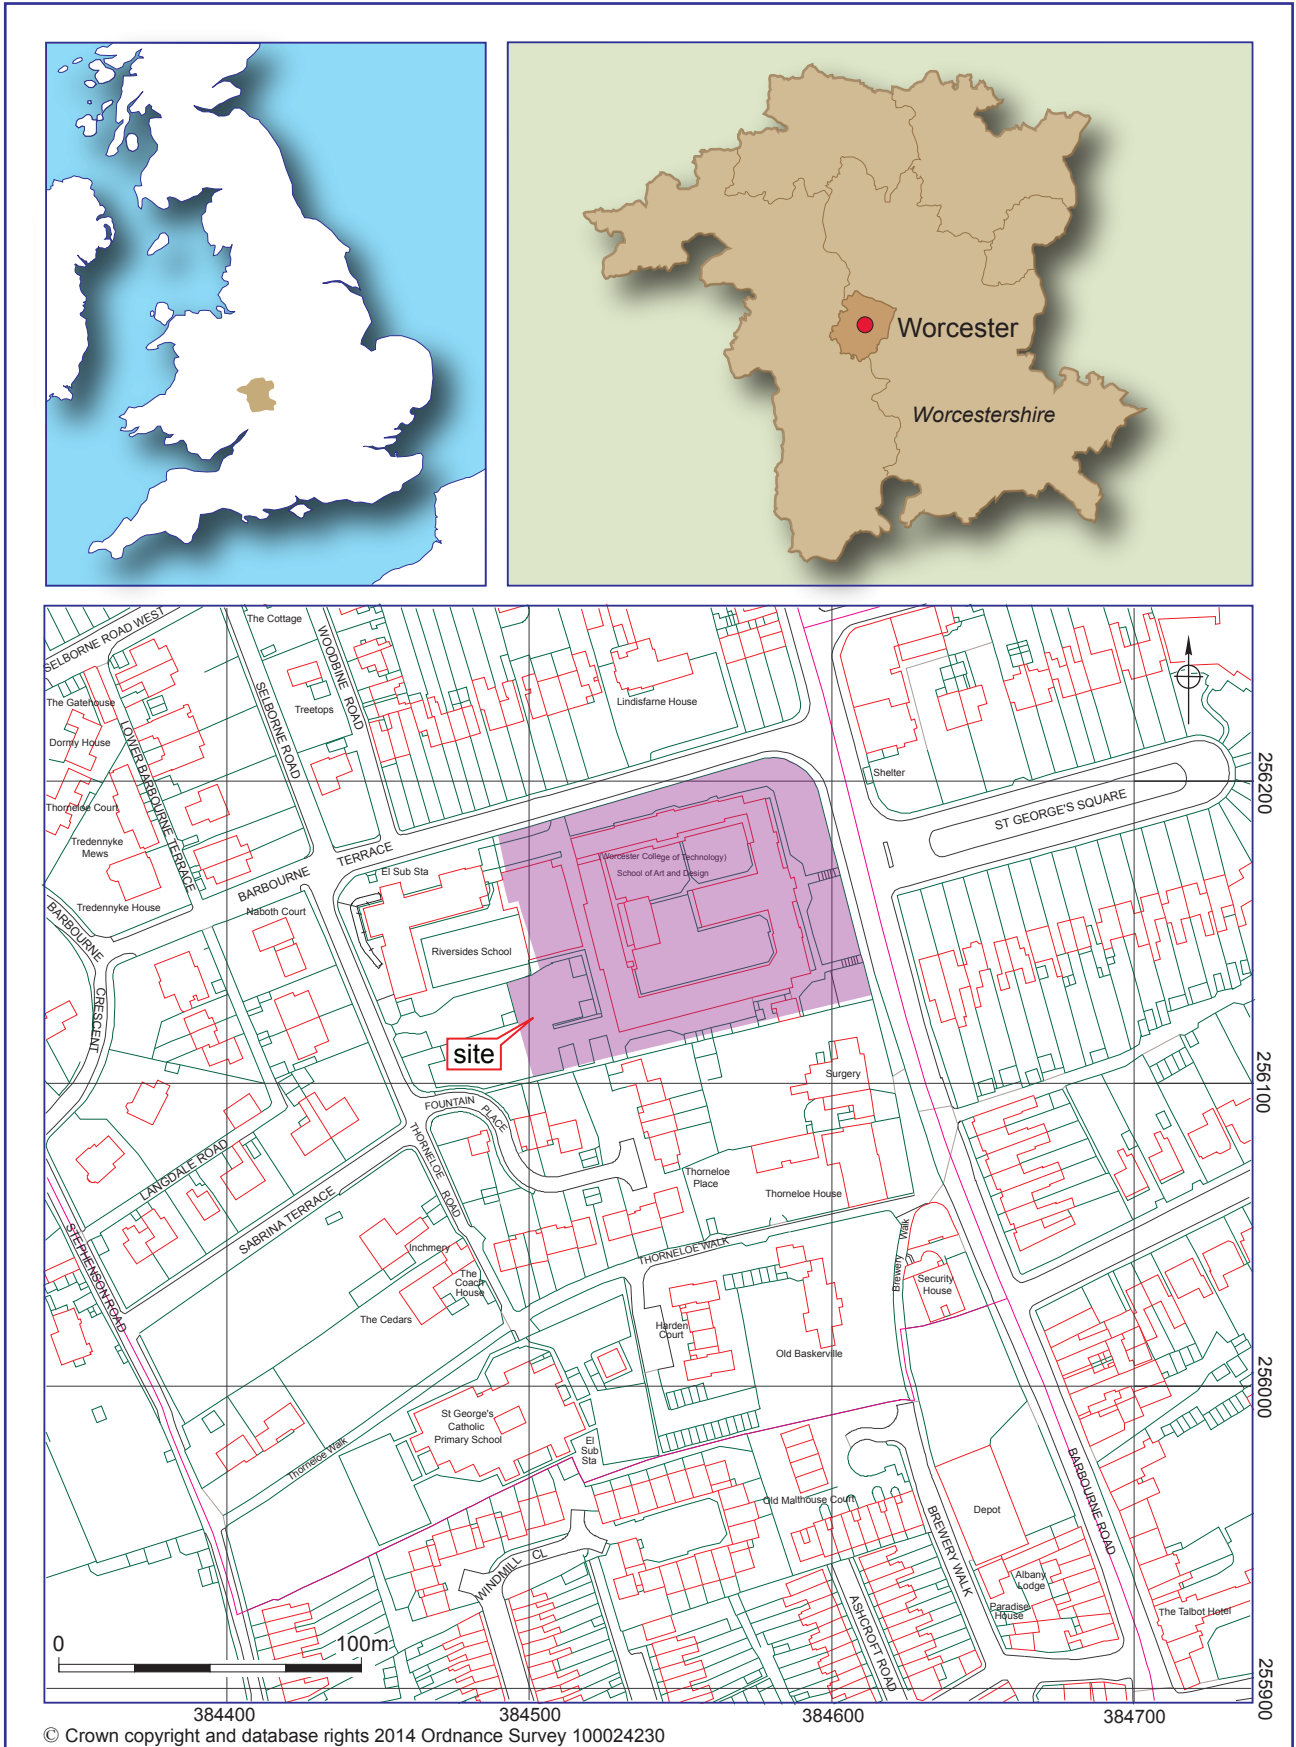 Worcester
Worcestershire
SELBORNE ROAD WEST
The Cottage
WOODBINE ROAD
SELBORNE ROAD
Treetops
Lindisfarne House
The Gatehouse
Dormy House
LOWER BARBOURNE TERRACE
Shelter
256200
ST GEORGE'S SQUARE
Thorneloe Court
Tredennyke
Mews
TERRACE
BARBOURNE
El Sub Sta
(Worcester College of Technology)
School of Art and Design
Tredennyke House
Naboth Court
BARBOURNE
CRESCENT
Riversides School
site
Surgery
256100
FOUNTAIN PLACE
THORNELOE ROAD
LANGDALE ROAD
Thorneloe
Place
Thorneloe House
SABRINA TERRACE
STEPHENSON ROAD
Inchmery
The
Coach
House
The Cedars
THORNELOE WALK
Brewery Walk
Security
House
Harden
Court
Old Baskerville
256000
St George's
Catholic
Primary School
El
Sub
Sta
Thorneloe Walk
Old Malthouse Court
Depot
BARBOURNE ROAD
BREWERY WALK
WINDMILL CL
Albany
Lodge
Paradise
House
ASHCROFT ROAD
The Talbot Hotel
0 100m
255900
384400 384500 384600 384700
© Crown copyright and database rights 2014 Ordnance Survey 100024230